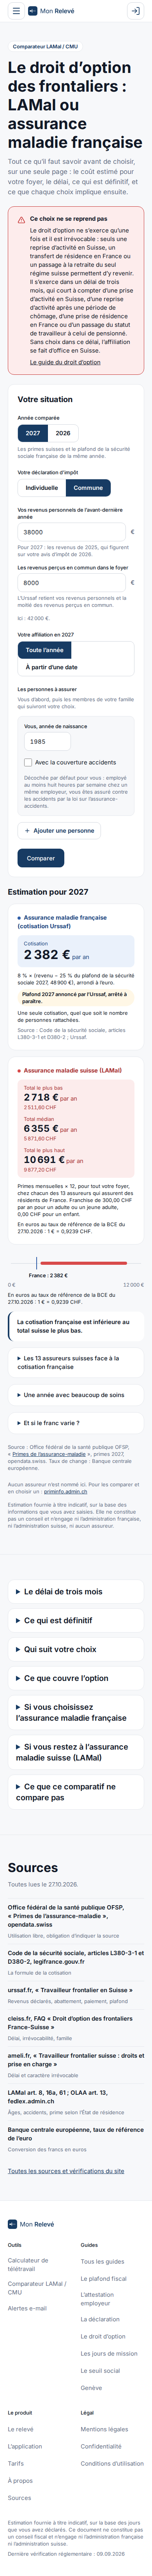 Mon Relevé
Comparateur LAMal / CMU
Le droit d’option
des frontaliers :
LAMal ou
assurance
maladie
Tout ce qu’il faut savoir avant de choisir,
sur une seule page : le coût estimé pour
votre foyer, le délai, ce qui est définitif, et
ce que chaque choix implique ensuite.
Ce choix ne se reprend pas
Le droit d’option ne s’exerce qu’une
fois et il est irrévocable : seuls une
reprise d’activité en Suisse, un
transfert de résidence en France ou
un passage à la retraite du seul
régime suisse permettent d’y revenir.
Il s’exerce dans un délai de trois
mois, qui court à compter d’une prise
d’activité en Suisse, d’une reprise
d’activité après une période de
chômage, d’une prise de résidence
en France ou d’un passage du statut
de travailleur à celui de pensionné.
Sans choix dans ce délai, l’affiliation
se fait d’office en Suisse.
Le guide du droit d’option
Votre situation
Année comparée
2027 2026
Les primes suisses et le plafond de la sécurité
sociale française de la même année.
Votre déclaration d’impôt
Individuelle Commune
Vos revenus personnels de l’avant-dernière
année
38000 €
Pour 2027 : les revenus de 2025, qui figurent
sur votre avis d’impôt de 2026.
Les revenus perçus en commun dans le foyer
8000 €
L’Urssaf retient vos revenus personnels et la
moitié des revenus perçus en commun.
Ici : 42 000 €.
Votre affiliation en 2027
Toute l’année
À partir d’une date
Les personnes à assurer
Vous d’abord, puis les membres de votre famille
qui suivront votre choix.
Vous, année de naissance
1985
Avec la couverture accidents
Décochée par défaut pour vous : employé
au moins huit heures par semaine chez un
même employeur, vous êtes assuré contre
les accidents par la loi sur l’assurance-
accidents.
+ Ajouter une personne
Comparer
Estimation pour 2027
Assurance maladie française
(cotisation Urssaf)
Cotisation
2 382 € par an
8 % × (revenu − 25 % du plafond de la sécurité
sociale 2027, 48 900 €), arrondi à l’euro.
Plafond 2027 annoncé par l’Urssaf, arrêté à
paraître.
Une seule cotisation, quel que soit le nombre
de personnes rattachées.
Source : Code de la sécurité sociale, articles
L380-3-1 et D380-2 ; Urssaf.
Assurance maladie suisse (LAMal)
Total le plus bas
2 718 € par an
2 511,60 CHF
Total médian
6 355 € par an
5 871,60 CHF
Total le plus haut
10 691 € par an
9 877,20 CHF
Primes mensuelles × 12, pour tout votre foyer,
chez chacun des 13 assureurs qui assurent des
résidents de France. Franchise de 300,00 CHF
par an pour un adulte ou un jeune adulte,
0,00 CHF pour un enfant.
En euros au taux de référence de la BCE du
27.10.2026 : 1 € = 0,9239 CHF.
France : 2 382 €
0 € 12 000 €
En euros au taux de référence de la BCE du
27.10.2026 : 1 € = 0,9239 CHF.
La cotisation française est inférieure au
total suisse le plus bas.
Les 13 assureurs suisses face à la
cotisation française
Une année avec beaucoup de soins
Et si le franc varie ?
Source : Office fédéral de la santé publique OFSP,
« Primes de l’assurance-maladie », primes 2027,
opendata.swiss. Taux de change : Banque centrale
européenne.
Aucun assureur n’est nommé ici. Pour les comparer et
en choisir un : priminfo.admin.ch
Estimation fournie à titre indicatif, sur la base des
informations que vous avez saisies. Elle ne constitue
pas un conseil et n’engage ni l’administration française,
ni l’administration suisse, ni aucun assureur.
Le délai de trois mois
Ce qui est définitif
Qui suit votre choix
Ce que couvre l’option
Si vous choisissez
l’assurance maladie française
Si vous restez à l’assurance
maladie suisse (LAMal)
Ce que ce comparatif ne
compare pas
Sources
Toutes lues le 27.10.2026.
Office fédéral de la santé publique OFSP,
« Primes de l’assurance-maladie »,
opendata.swiss
Utilisation libre, obligation d’indiquer la source
Code de la sécurité sociale, articles L380-3-1 et
D380-2, legifrance.gouv.fr
La formule de la cotisation
urssaf.fr, « Travailleur frontalier en Suisse »
Revenus déclarés, abattement, paiement, plafond
cleiss.fr, FAQ « Droit d’option des frontaliers
France-Suisse »
Délai, irrévocabilité, famille
ameli.fr, « Travailleur frontalier suisse : droits et
prise en charge »
Délai et caractère irrévocable
LAMal art. 8, 16a, 61 ; OLAA art. 13,
fedlex.admin.ch
Âges, accidents, prime selon l’État de résidence
Banque centrale européenne, taux de référence
de l’euro
Conversion des francs en euros
Toutes les sources et vérifications du site
Mon Relevé
Outils
Calculateur de
télétravail
Comparateur LAMal /
CMU
Alertes e-mail
Guides
Tous les guides
Le plafond fiscal
L’attestation
employeur
La déclaration
Le droit d’option
Les jours de mission
Le seuil social
Genève
Le produit
Le relevé
L’application
Tarifs
À propos
Sources
Légal
Mentions légales
Confidentialité
Conditions d’utilisation
Estimation fournie à titre indicatif, sur la base des jours
que vous avez déclarés. Ce document ne constitue pas
un conseil fiscal et n’engage ni l’administration française
ni l’administration suisse.
Dernière vérification réglementaire : 09.09.2026